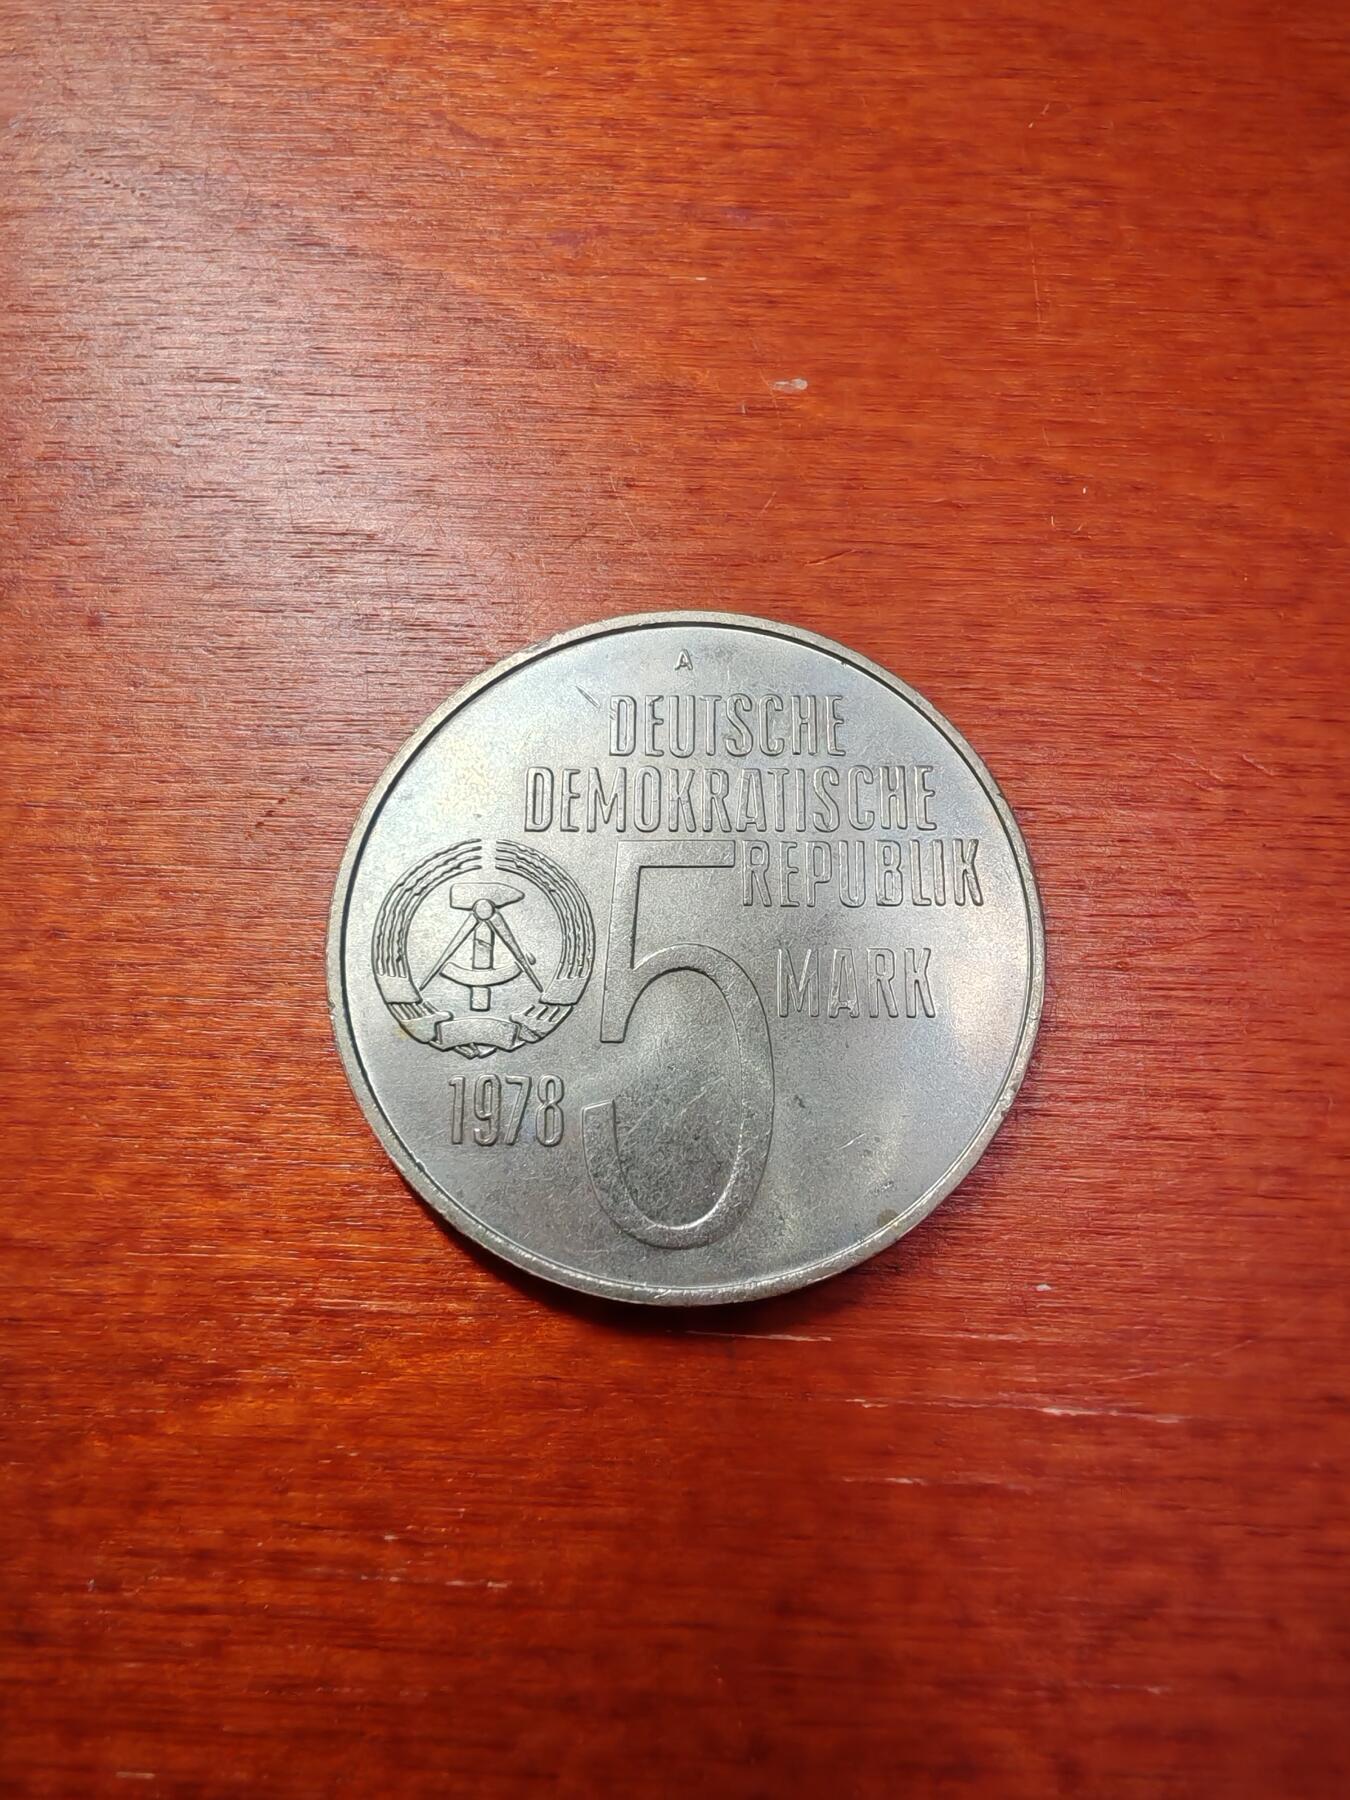 A
DEUTSCHE
DEMOKRATISCHE
REPUBLIK
5 MARK
1978